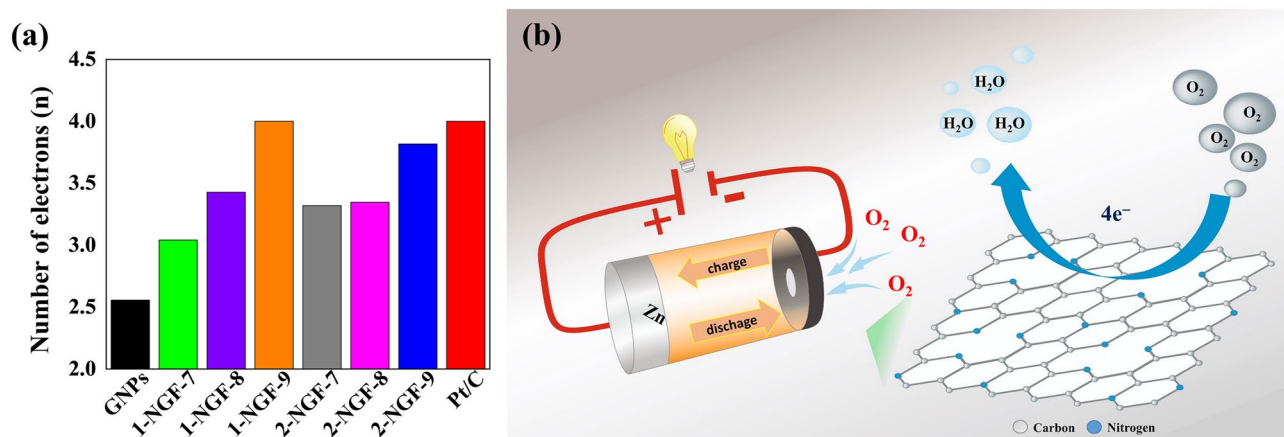 (a)
Number of electrons (n)
4.5
4.0
3.5
3.0
2.5
2.0
GNPs
1-NGF-7
1-NGF-8
1-NGF-9
2-NGF-7
2-NGF-8
2-NGF-9
Pt/C
(b)
H₂O
H₂O
H₂O
O₂
O₂
O₂
O₂
4e⁻
+
−
Zn
charge
dischage
O₂
O₂
O₂
Carbon
Nitrogen